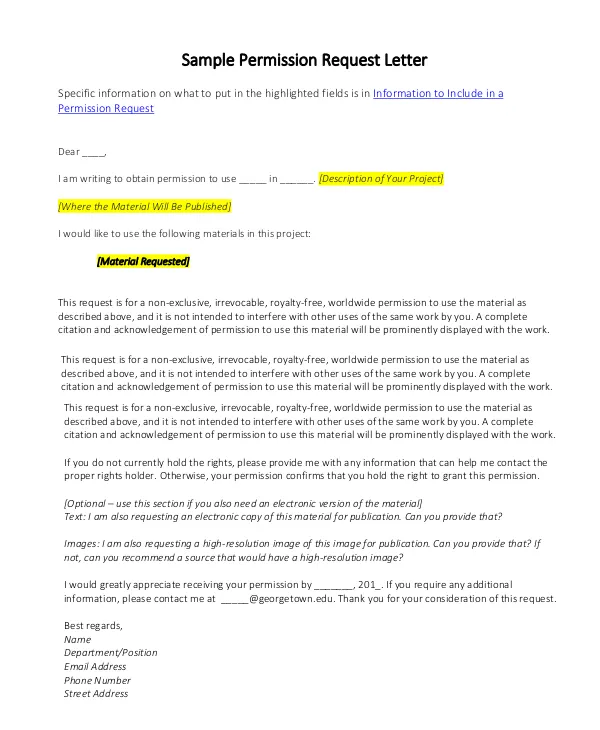 Sample Permission Request Letter
Specific information on what to put in the highlighted fields is in Information to Include in a
Permission Request
Dear ____,
I am writing to obtain permission to use _____ in ______. [Description of Your Project]
[Where the Material Will Be Published]
I would like to use the following materials in this project:
[Material Requested]
This request is for a non-exclusive, irrevocable, royalty-free, worldwide permission to use the material as
described above, and it is not intended to interfere with other uses of the same work by you. A complete
citation and acknowledgement of permission to use this material will be prominently displayed with the work.
This request is for a non-exclusive, irrevocable, royalty-free, worldwide permission to use the material as
described above, and it is not intended to interfere with other uses of the same work by you. A complete
citation and acknowledgement of permission to use this material will be prominently displayed with the work.
This request is for a non-exclusive, irrevocable, royalty-free, worldwide permission to use the material as
described above, and it is not intended to interfere with other uses of the same work by you. A complete
citation and acknowledgement of permission to use this material will be prominently displayed with the work.
If you do not currently hold the rights, please provide me with any information that can help me contact the
proper rights holder. Otherwise, your permission confirms that you hold the right to grant this permission.
[Optional – use this section if you also need an electronic version of the material]
Text: I am also requesting an electronic copy of this material for publication. Can you provide that?
Images: I am also requesting a high-resolution image of this image for publication. Can you provide that? If
not, can you recommend a source that would have a high-resolution image?
I would greatly appreciate receiving your permission by _______, 201_. If you require any additional
information, please contact me at _____@georgetown.edu. Thank you for your consideration of this request.
Best regards,
Name
Department/Position
Email Address
Phone Number
Street Address